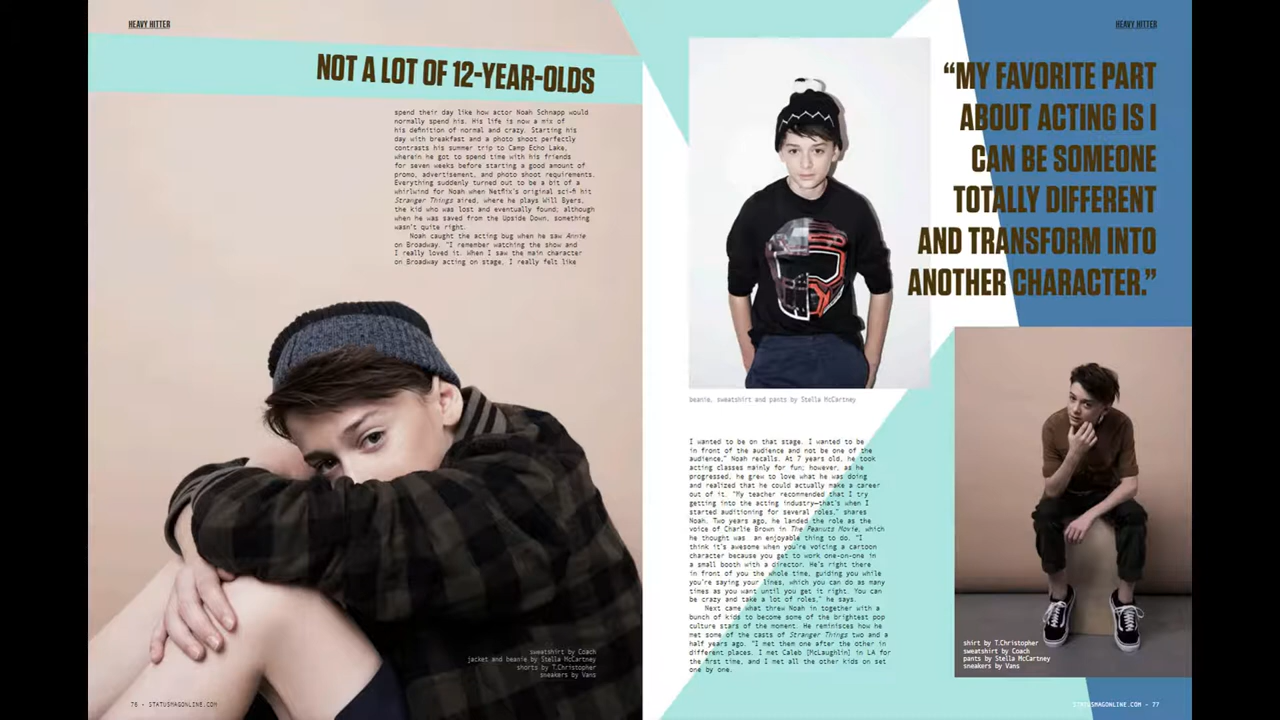 HEAVY HITTER
NOT A LOT OF 12-YEAR-OLDS
spend their day like how actor Noah Schnapp would
normally spend his. His life is now a mix of
his definition of normal and crazy. Starting his
day with breakfast and a photo shoot perfectly
contrasts his summer trip to Camp Echo Lake,
wherein he got to spend time with his friends
for seven weeks before starting a good amount of
promo, advertisement, and photo shoot requirements.
Everything suddenly turned out to be a bit of a
whirlwind for Noah when Netflix's original sci-fi hit
Stranger Things aired, where he plays Will Byers,
the kid who was lost and eventually found; although
when he was saved from the Upside Down, something
wasn't quite right.
Noah caught the acting bug when he saw Annie
on Broadway. "I remember watching the show and
I really loved it. When I saw the main character
on Broadway acting on stage, I really felt like
sweatshirt by Coach
jacket and beanie by Stella McCartney
shorts by T.Christopher
sneakers by Vans
76 - STATUSMAGONLINE.COM
HEAVY HITTER
“MY FAVORITE PART
ABOUT ACTING IS I
CAN BE SOMEONE
TOTALLY DIFFERENT
AND TRANSFORM INTO
ANOTHER CHARACTER.”
beanie, sweatshirt and pants by Stella McCartney
I wanted to be on that stage. I wanted to be
in front of the audience and not be one of the
audience," Noah recalls. At 7 years old, he took
acting classes mainly for fun; however, as he
progressed, he grew to love what he was doing
and realized that he could actually make a career
out of it. "My teacher recommended that I try
getting into the acting industry—that's when I
started auditioning for several roles," shares
Noah. Two years ago, he landed the role as the
voice of Charlie Brown in The Peanuts Movie, which
he thought was an enjoyable thing to do. "I
think it's awesome when you're voicing a cartoon
character because you get to work one-on-one in
a small booth with a director. He's right there
in front of you the whole time, guiding you while
you're saying your lines, which you can do as many
times as you want until you get it right. You can
be crazy and take a lot of roles," he says.
Next came what threw Noah in together with a
bunch of kids to become some of the brightest pop
culture stars of the moment. He reminisces how he
met some of the casts of Stranger Things two and a
half years ago. "I met them one after the other in
different places. I met Caleb [McLaughlin] in LA for
the first time, and I met all the other kids on set
one by one.
shirt by T.Christopher
sweatshirt by Coach
pants by Stella McCartney
sneakers by Vans
STATUSMAGONLINE.COM - 77